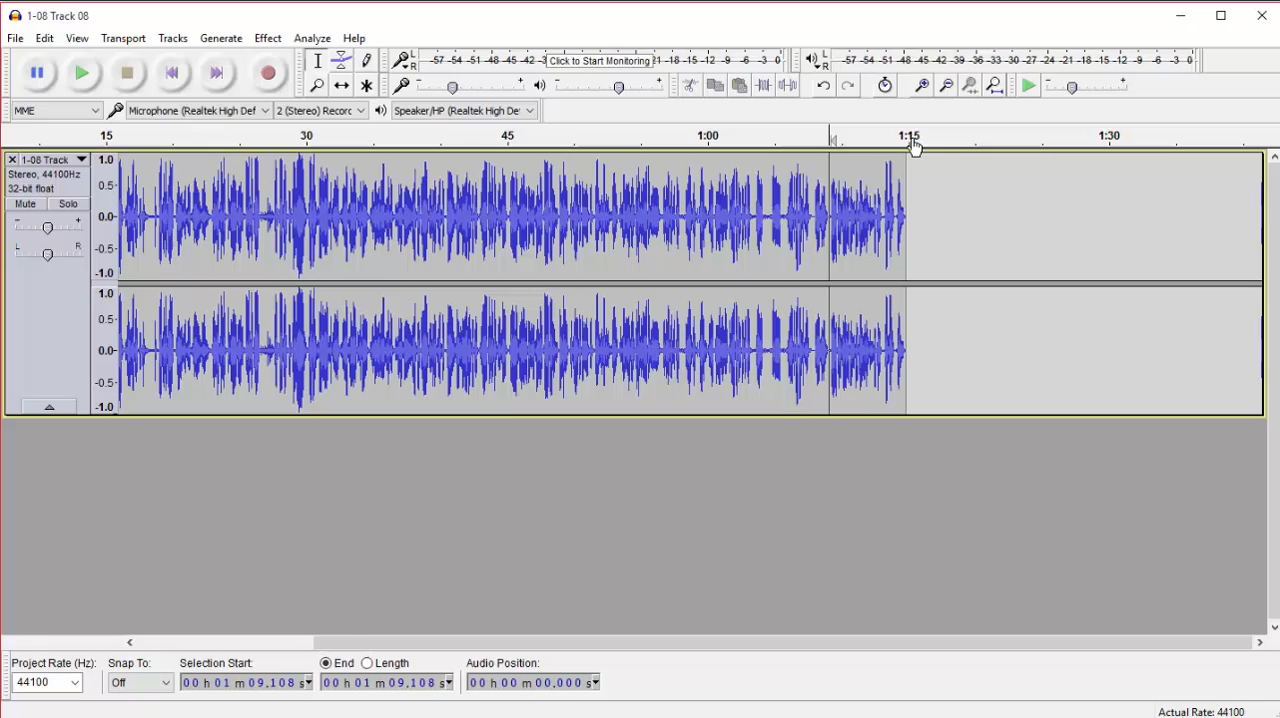 1-08 Track 08
File Edit View Transport Tracks Generate Effect Analyze Help
L R -57 -54 -51 -48 -45 -42 -3 Click to Start Monitoring -18 -15 -12 -9 -6 -3 0 L R -57 -54 -51 -48 -45 -42 -39 -36 -33 -30 -27 -24 -21 -18 -15 -12 -9 -6 -3 0
- + - + - +
MME Microphone (Realtek High Def 2 (Stereo) Recorc Speaker/HP (Realtek High Def
15 30 45 1:00 1:15 1:30
1-08 Track 1.0
Stereo, 44100Hz
32-bit float 0.5
Mute Solo 0.0
- +
L R -0.5
-1.0
1.0
0.5
0.0
-0.5
-1.0
Project Rate (Hz): Snap To: Selection Start: End Length Audio Position:
44100 Off 00 h 01 m 09.108 s 00 h 01 m 09.108 s 00 h 00 m 00.000 s
Actual Rate: 44100